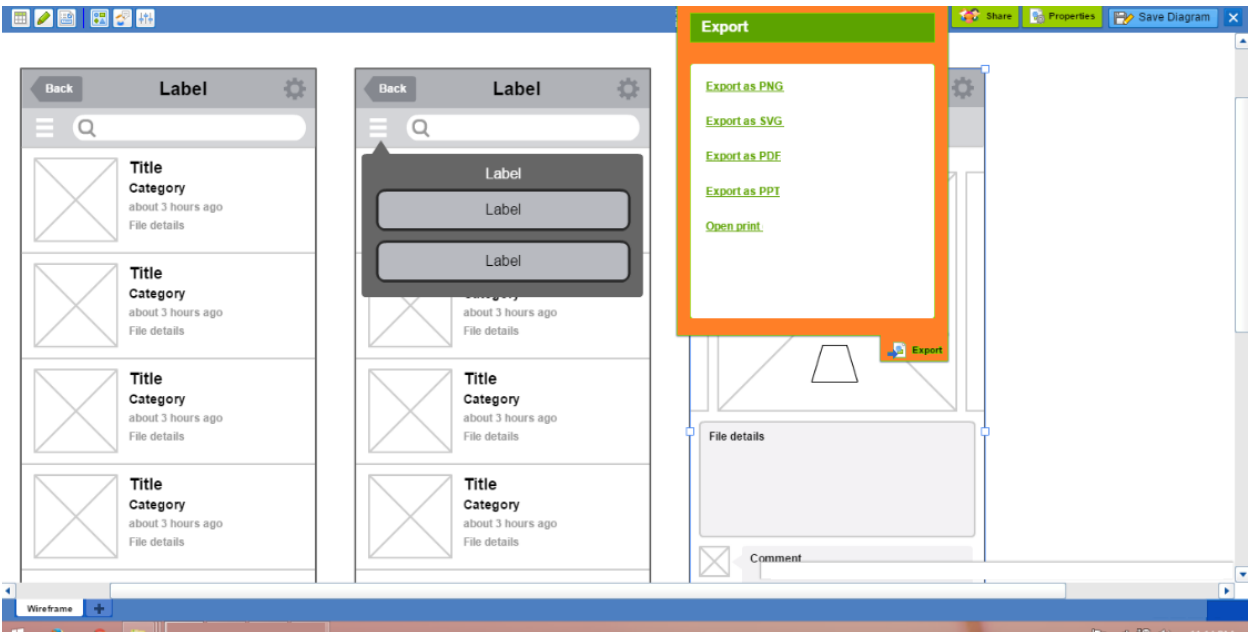 Export
Share
Properties
Save Diagram
Back
Label
Title
Category
about 3 hours ago
File details
Title
Category
about 3 hours ago
File details
Title
Category
about 3 hours ago
File details
Title
Category
about 3 hours ago
File details
Back
Label
Label
Label
Label
about 3 hours ago
File details
Title
Category
about 3 hours ago
File details
Title
Category
about 3 hours ago
File details
Export as PNG
Export as SVG
Export as PDF
Export as PPT
Open print
Export
File details
Comment
Wireframe